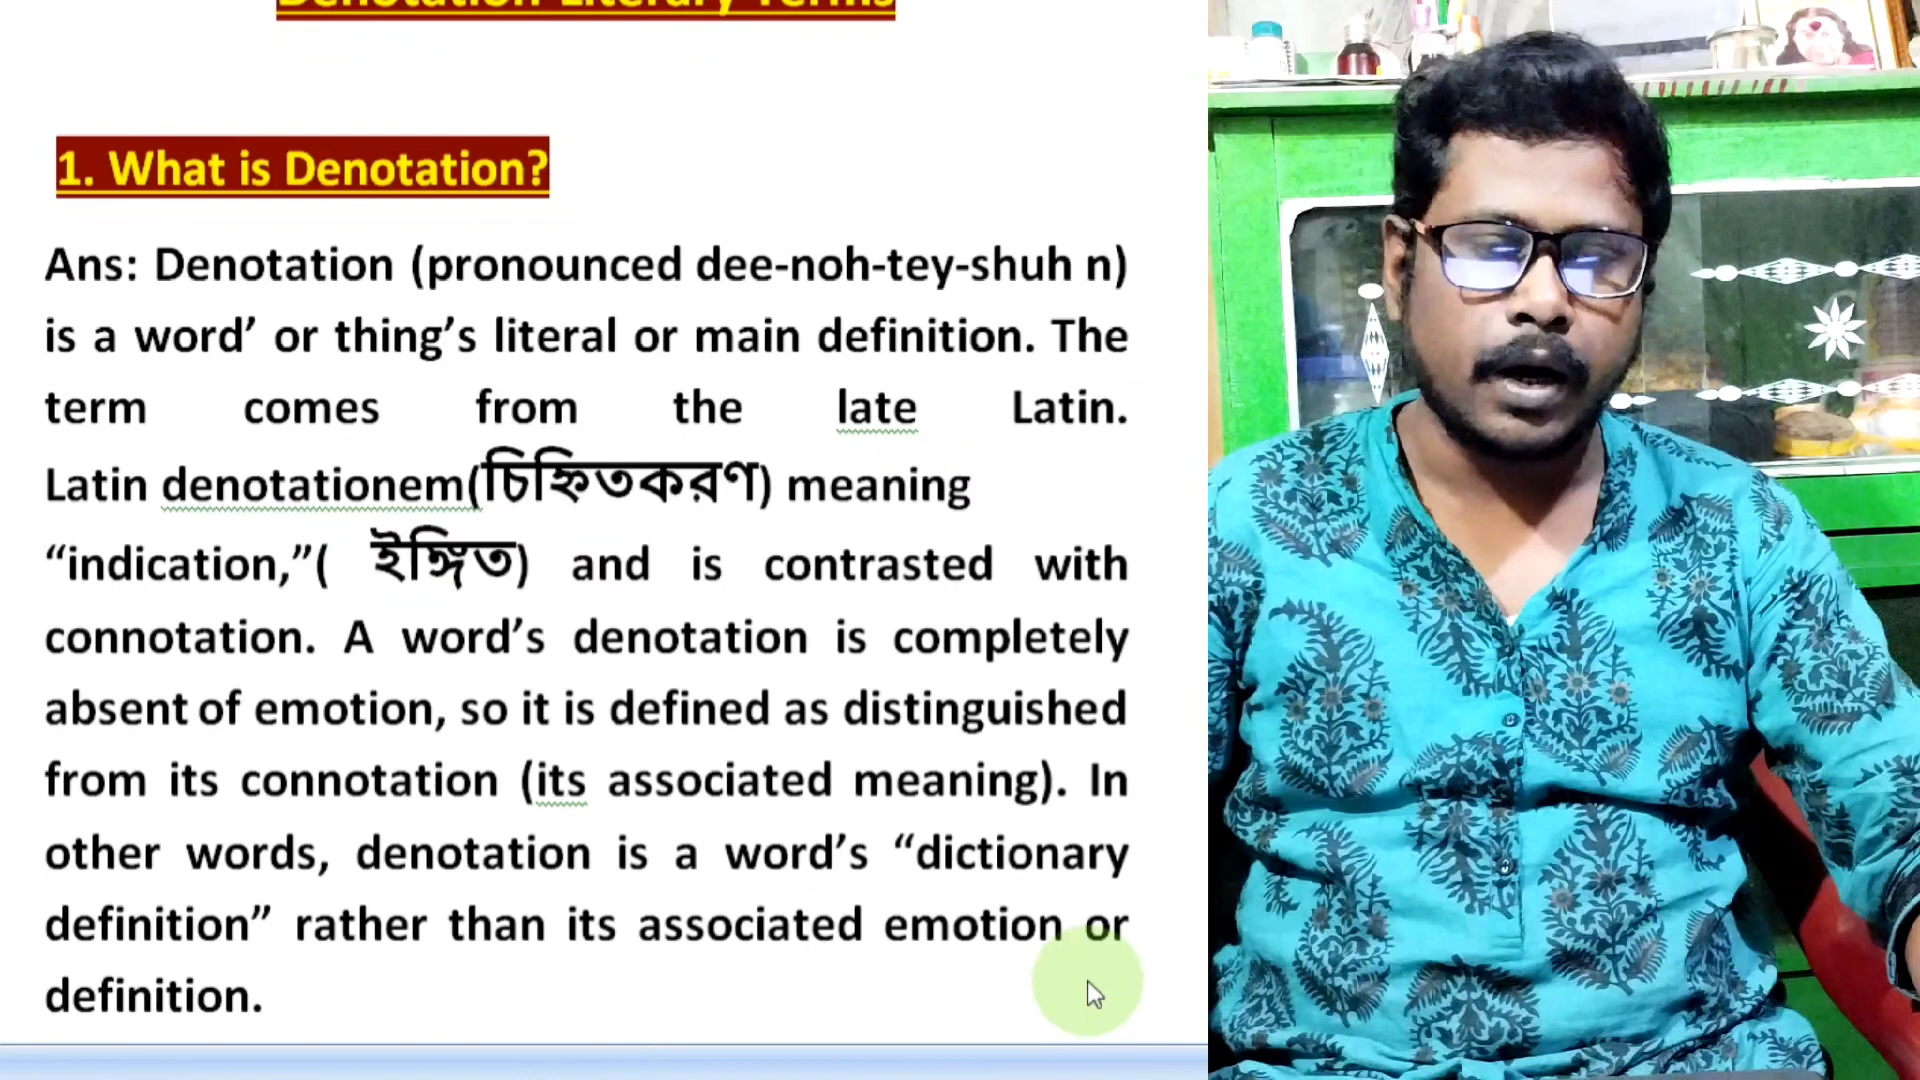 Denotation Literary Terms
1. What is Denotation?
Ans: Denotation (pronounced dee-noh-tey-shuh n)
is a word’ or thing’s literal or main definition. The
term comes from the late Latin.
Latin denotationem(চিহ্নিতকরণ) meaning
“indication,”( ইঙ্গিত) and is contrasted with
connotation. A word’s denotation is completely
absent of emotion, so it is defined as distinguished
from its connotation (its associated meaning). In
other words, denotation is a word’s “dictionary
definition” rather than its associated emotion or
definition.